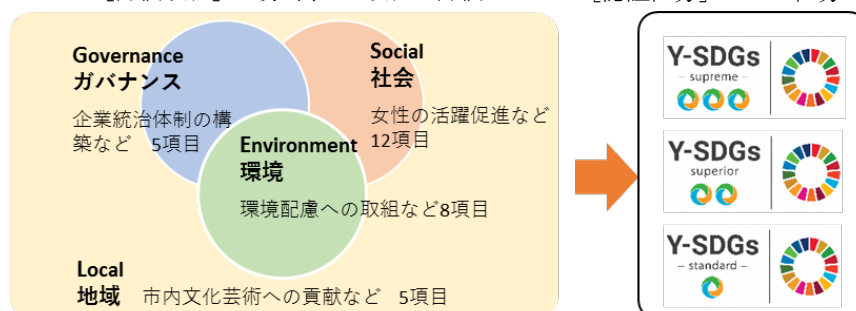 Governance
ガバナンス
企業統治体制の構
築など 5項目
Social
社会
女性の活躍促進など
12項目
Environment
環境
環境配慮への取組など8項目
Local
地域 市内文化芸術への貢献など 5項目
Y-SDGs
– supreme –
Y-SDGs
superior
Y-SDGs
– standard –